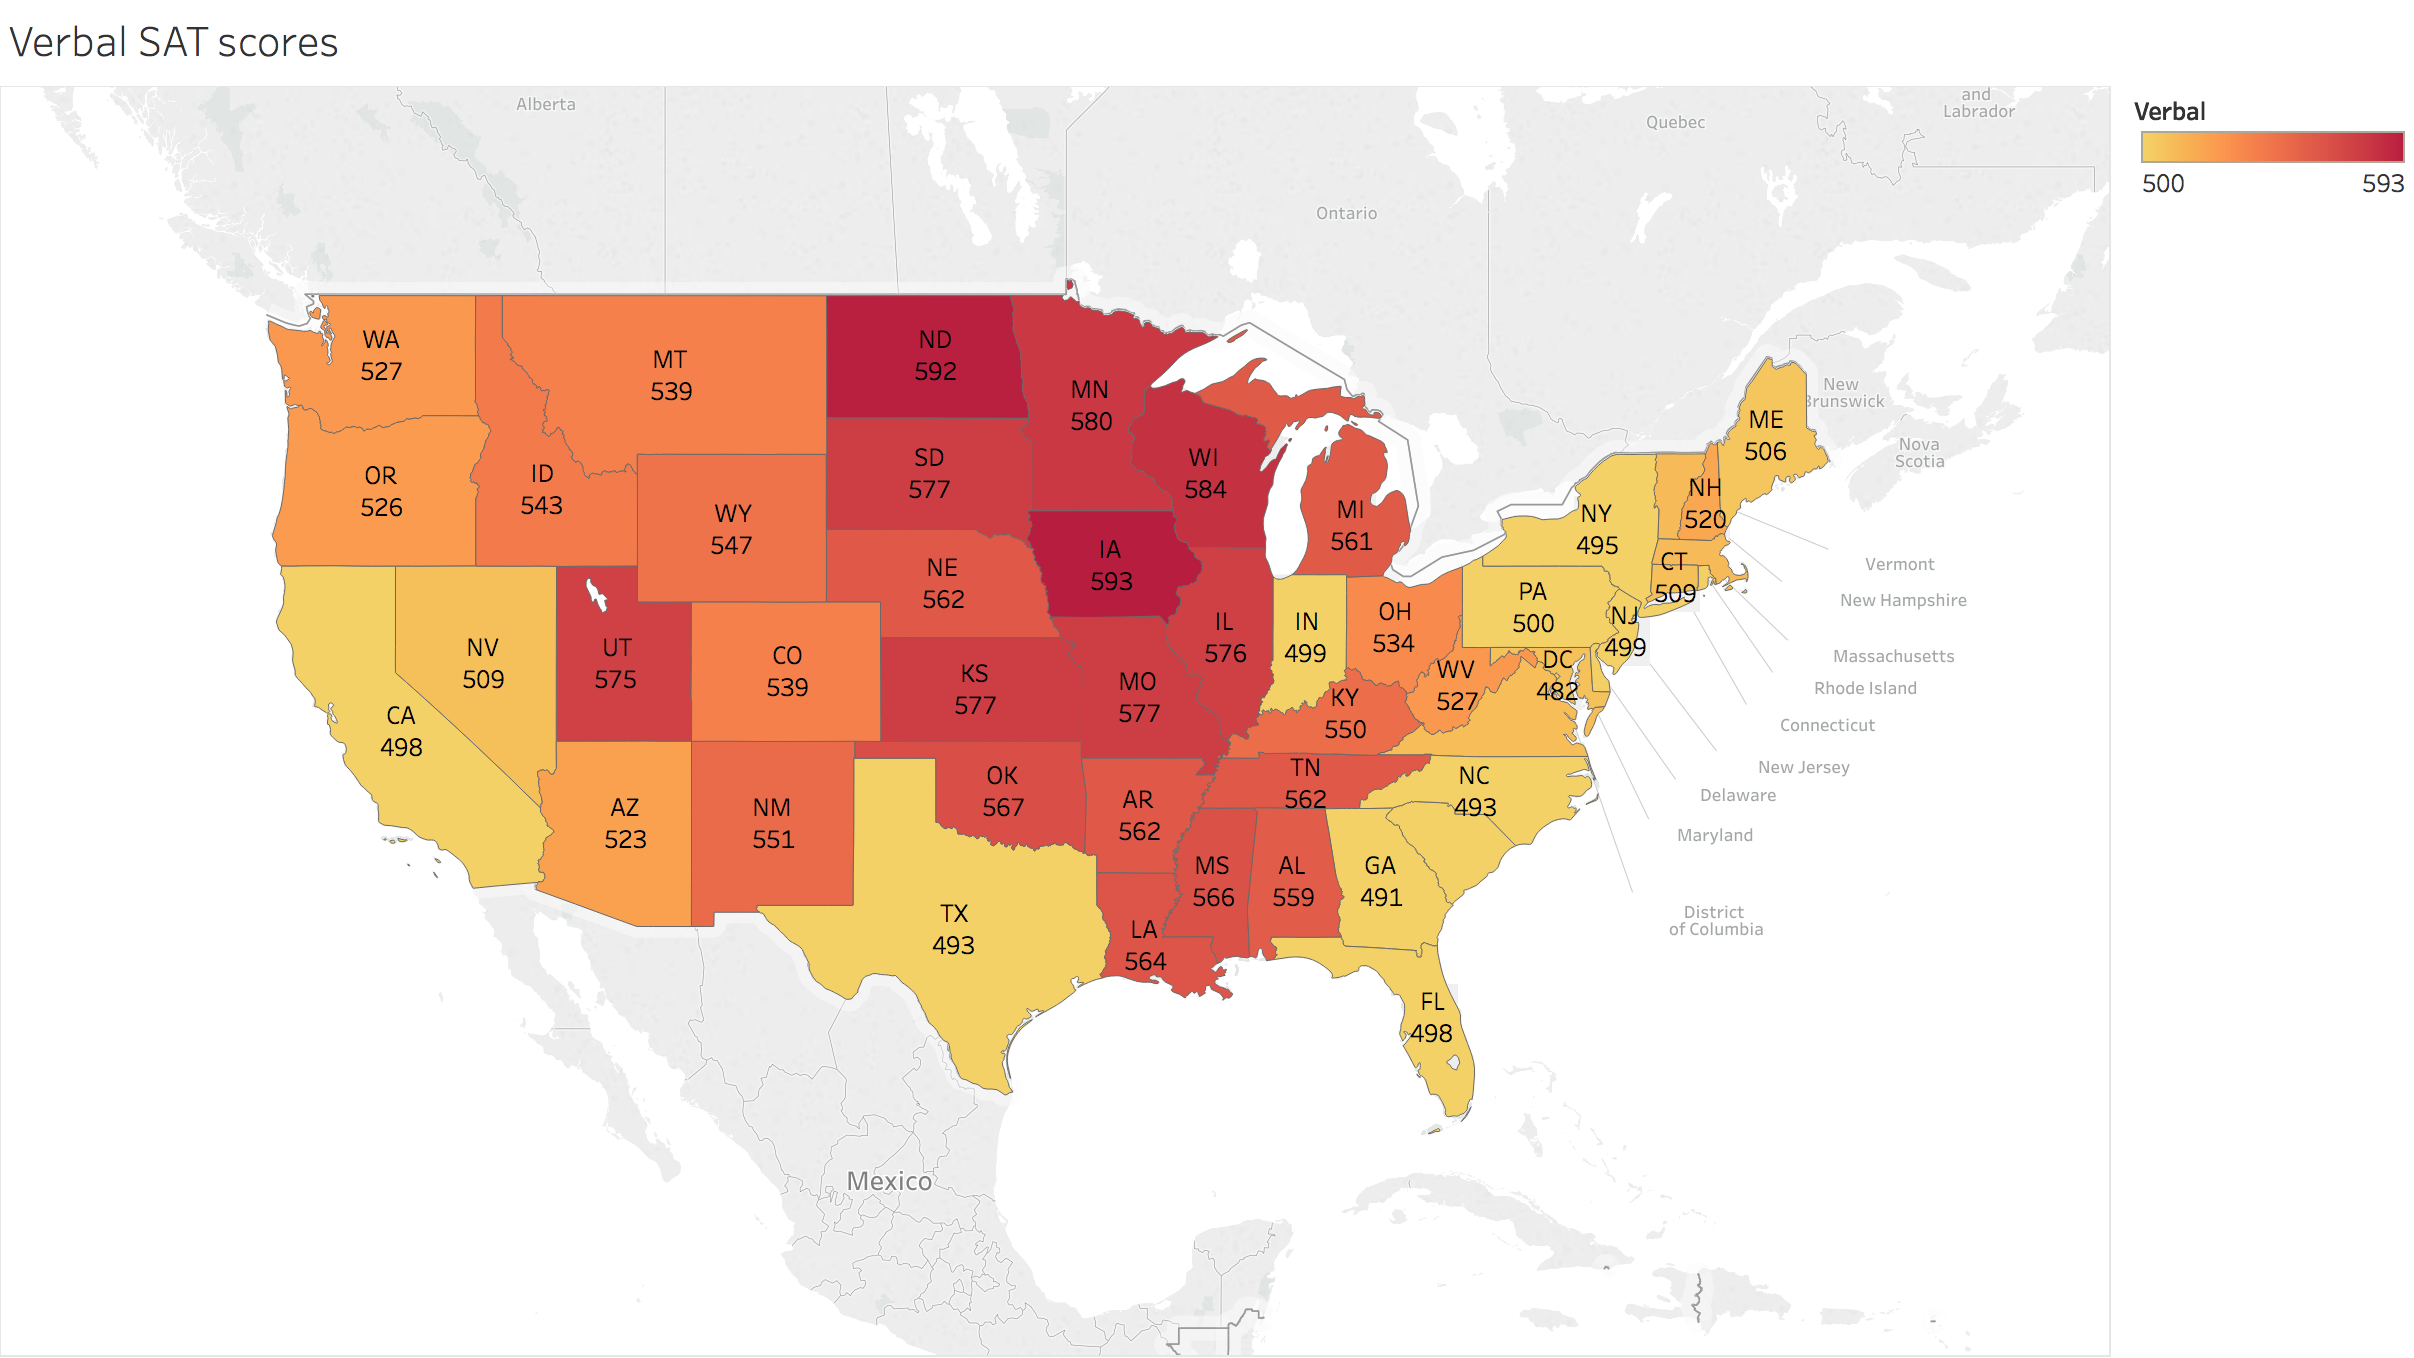 Verbal SAT scores
Verbal
500 593
Alberta
Quebec
and
Labrador
Ontario
New
Brunswick
Nova
Scotia
WA
527
MT
539
ND
592
MN
580
OR
526
ID
543
WY
547
SD
577
WI
584
MI
561
ME
506
NH
520
NY
495
CT
509
NE
562
IA
593
PA
500
NJ
499
CA
498
NV
509
UT
575
CO
539
KS
577
MO
577
IL
576
IN
499
OH
534
WV
527
DC
482
KY
550
AZ
523
NM
551
OK
567
AR
562
TN
562
NC
493
TX
493
LA
564
MS
566
AL
559
GA
491
FL
498
Vermont
New Hampshire
Massachusetts
Rhode Island
Connecticut
New Jersey
Delaware
Maryland
District
of Columbia
Mexico